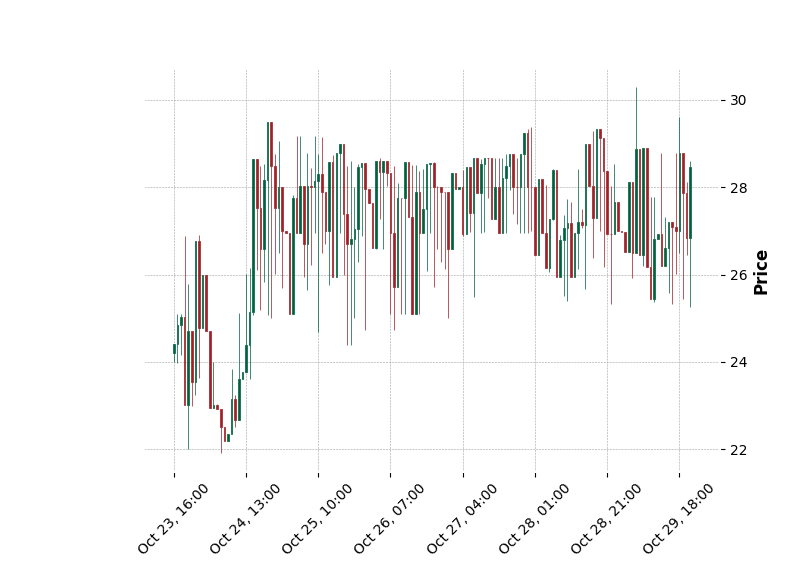 30
28
26
24
22
Price
Oct 23, 16:00
Oct 24, 13:00
Oct 25, 10:00
Oct 26, 07:00
Oct 27, 04:00
Oct 28, 01:00
Oct 28, 21:00
Oct 29, 18:00